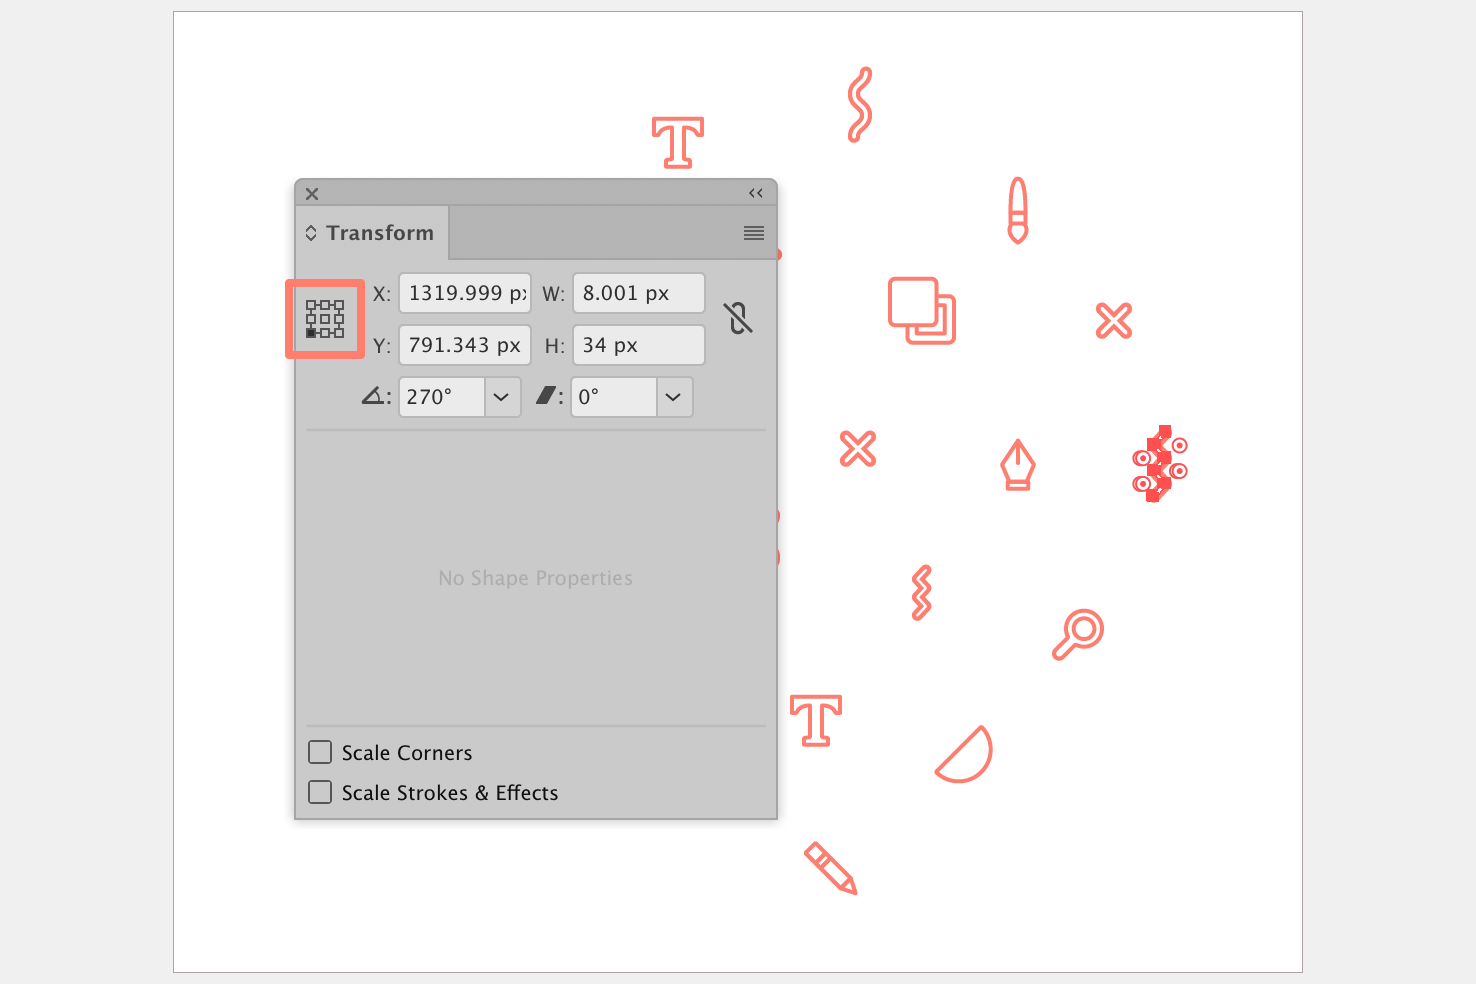 Transform
X: 1319.999 px W: 8.001 px
Y: 791.343 px H: 34 px
: 270° : 0°
No Shape Properties
Scale Corners
Scale Strokes & Effects